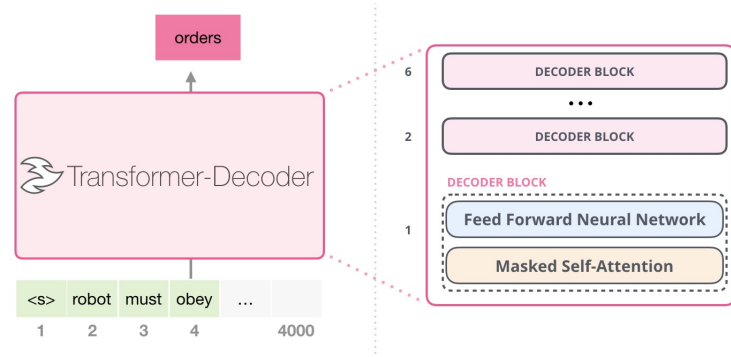 orders
Transformer-Decoder
<s> robot must obey ...
1 2 3 4 4000
6 DECODER BLOCK
...
2 DECODER BLOCK
DECODER BLOCK
1
Feed Forward Neural Network
Masked Self-Attention